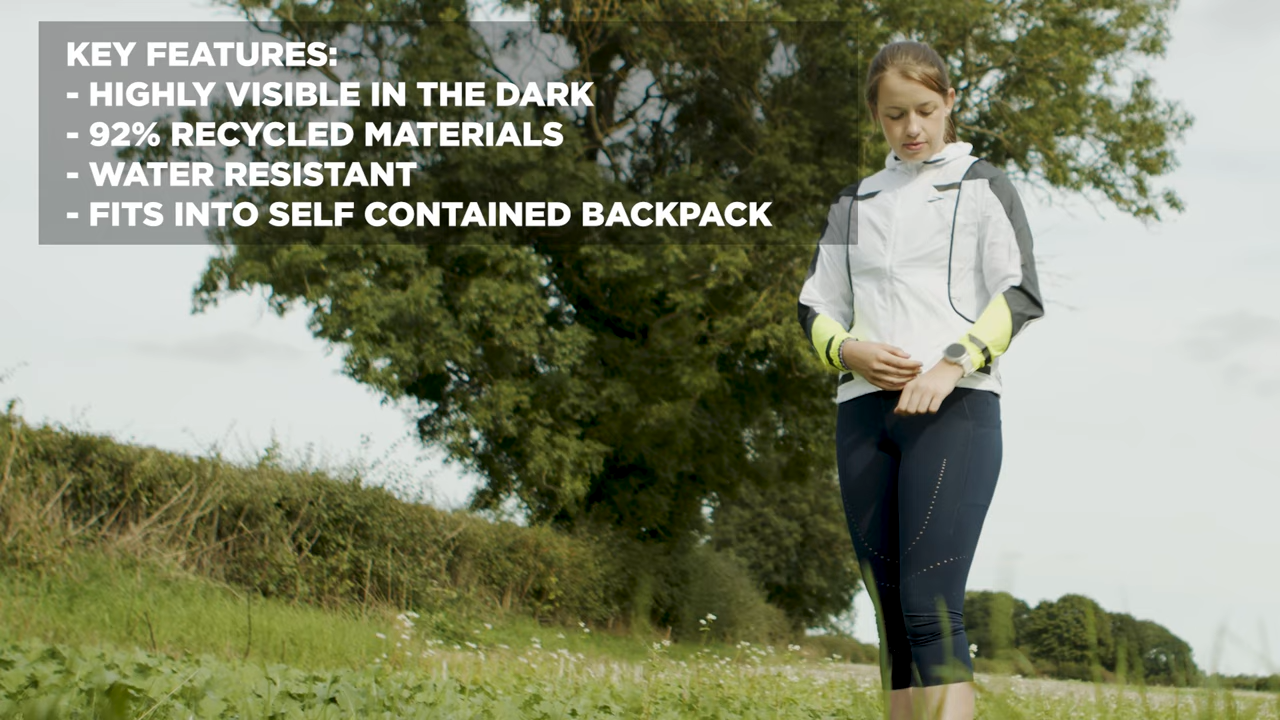 KEY FEATURES:
- HIGHLY VISIBLE IN THE DARK
- 92% RECYCLED MATERIALS
- WATER RESISTANT
- FITS INTO SELF CONTAINED BACKPACK